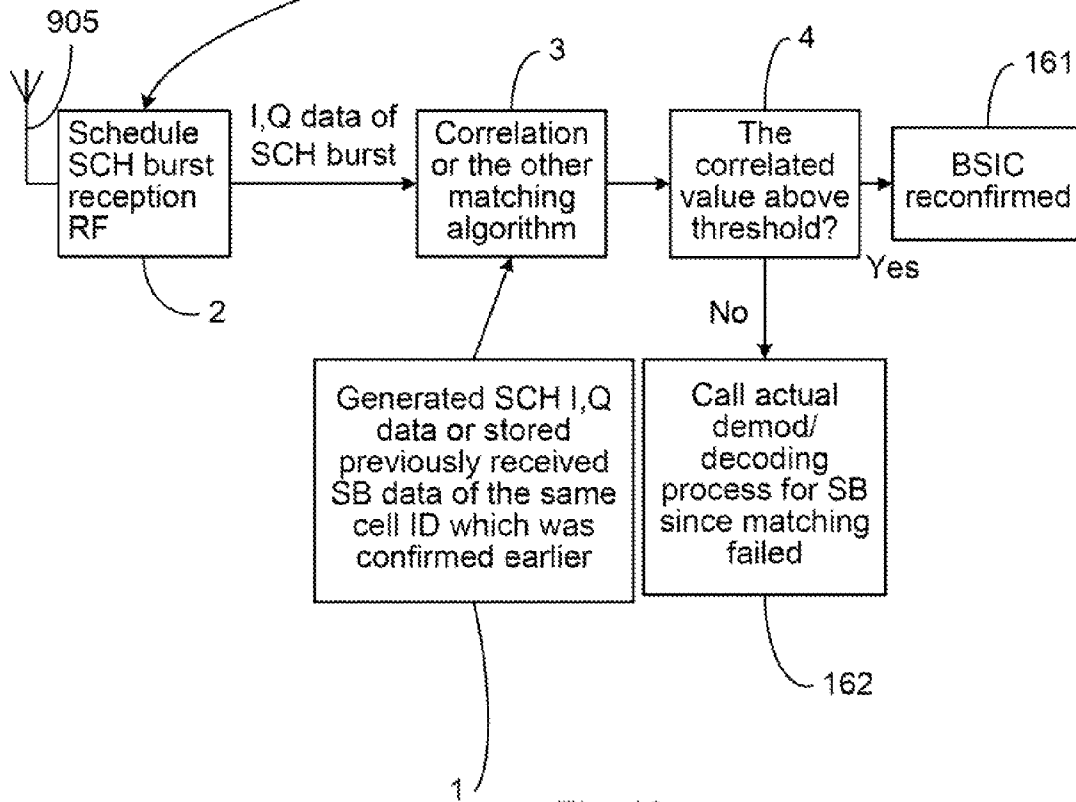 905
Schedule
SCH burst
reception
RF
2
I,Q data of
SCH burst
3
Correlation
or the other
matching
algorithm
4
The
correlated
value above
threshold?
Yes
No
161
BSIC
reconfirmed
Generated SCH I,Q
data or stored
previously received
SB data of the same
cell ID which was
confirmed earlier
1
Call actual
demod/
decoding
process for SB
since matching
failed
162